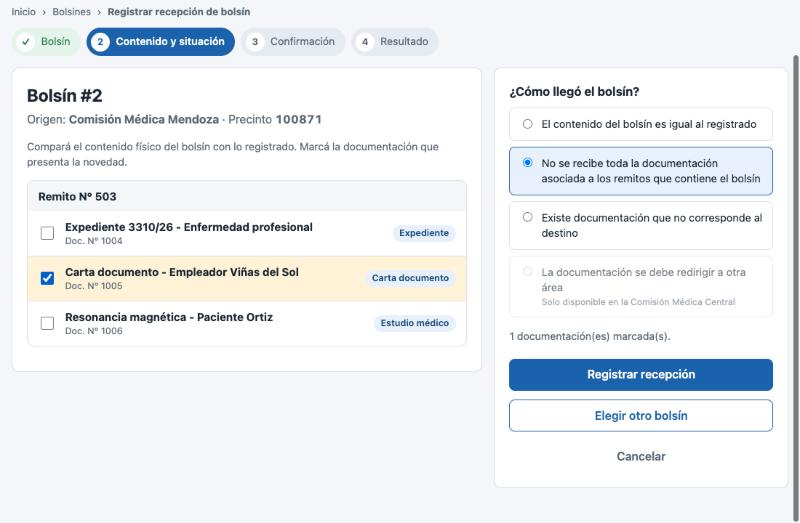 Inicio › Bolsines › Registrar recepción de bolsín
✓ Bolsín
2 Contenido y situación
3 Confirmación
4 Resultado
Bolsín #2
Origen: Comisión Médica Mendoza · Precinto 100871
Compará el contenido físico del bolsín con lo registrado. Marcá la documentación que
presenta la novedad.
Remito Nº 503
Expediente 3310/26 - Enfermedad profesional
Doc. Nº 1004
Expediente
Carta documento - Empleador Viñas del Sol
Doc. Nº 1005
Carta documento
Resonancia magnética - Paciente Ortiz
Doc. Nº 1006
Estudio médico
¿Cómo llegó el bolsín?
El contenido del bolsín es igual al registrado
No se recibe toda la documentación
asociada a los remitos que contiene el bolsín
Existe documentación que no corresponde al
destino
La documentación se debe redirigir a otra
área
Solo disponible en la Comisión Médica Central
1 documentación(es) marcada(s).
Registrar recepción
Elegir otro bolsín
Cancelar